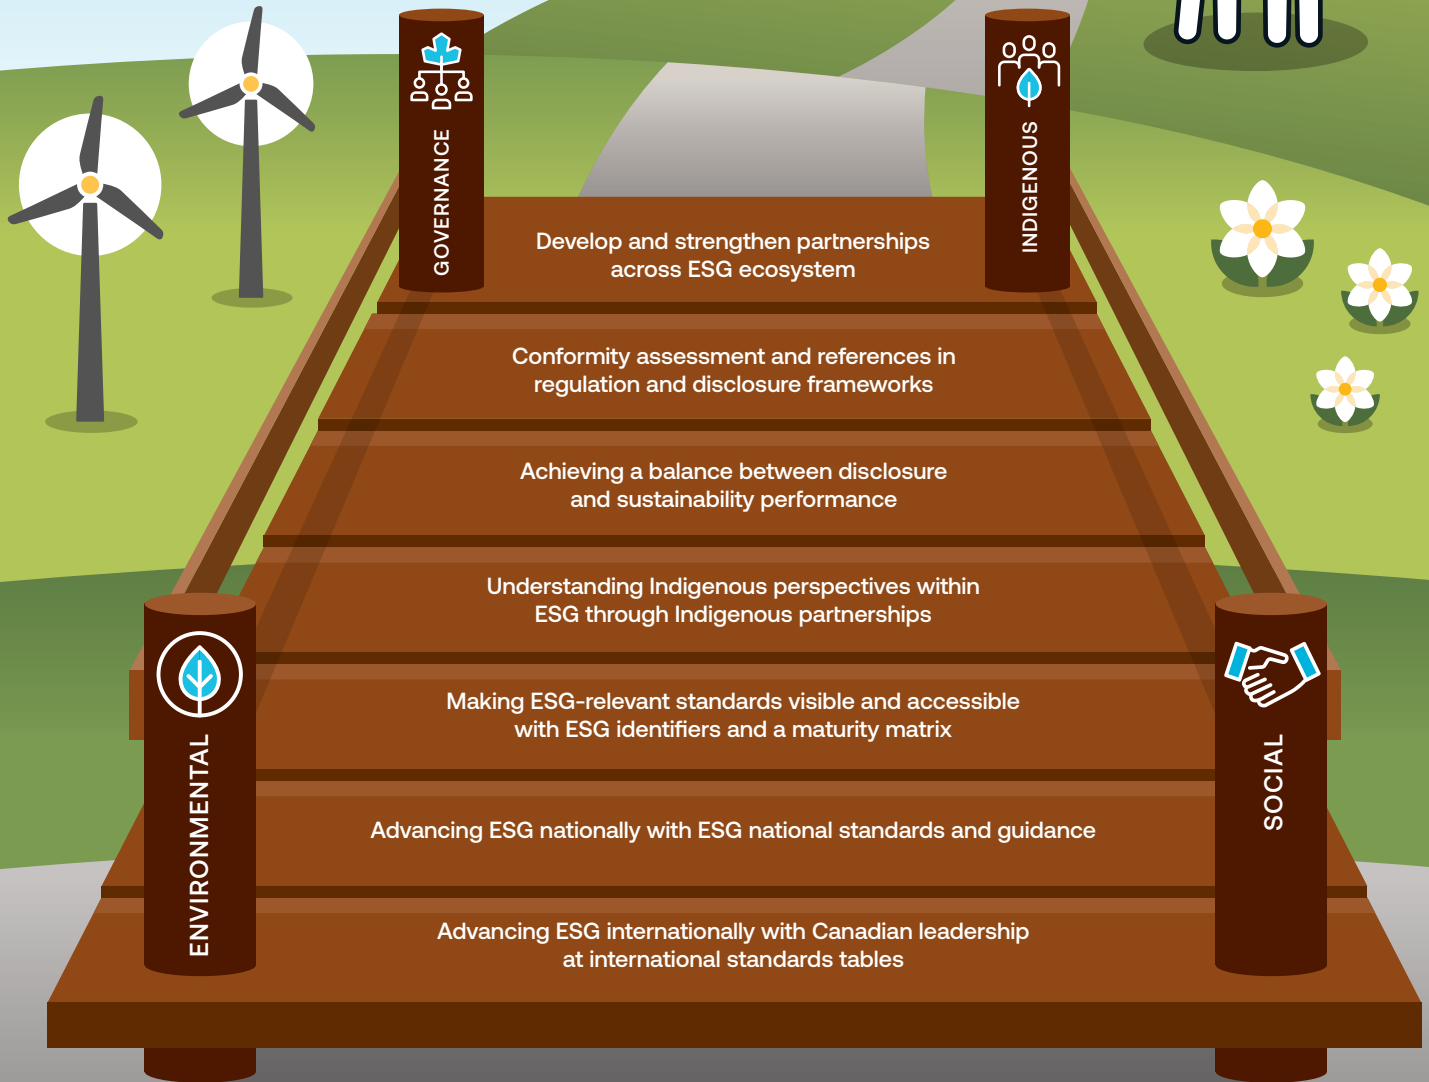 GOVERNANCE
INDIGENOUS
Develop and strengthen partnerships
across ESG ecosystem
Conformity assessment and references in
regulation and disclosure frameworks
Achieving a balance between disclosure
and sustainability performance
Understanding Indigenous perspectives within
ESG through Indigenous partnerships
Making ESG-relevant standards visible and accessible
with ESG identifiers and a maturity matrix
ENVIRONMENTAL
SOCIAL
Advancing ESG nationally with ESG national standards and guidance
Advancing ESG internationally with Canadian leadership
at international standards tables